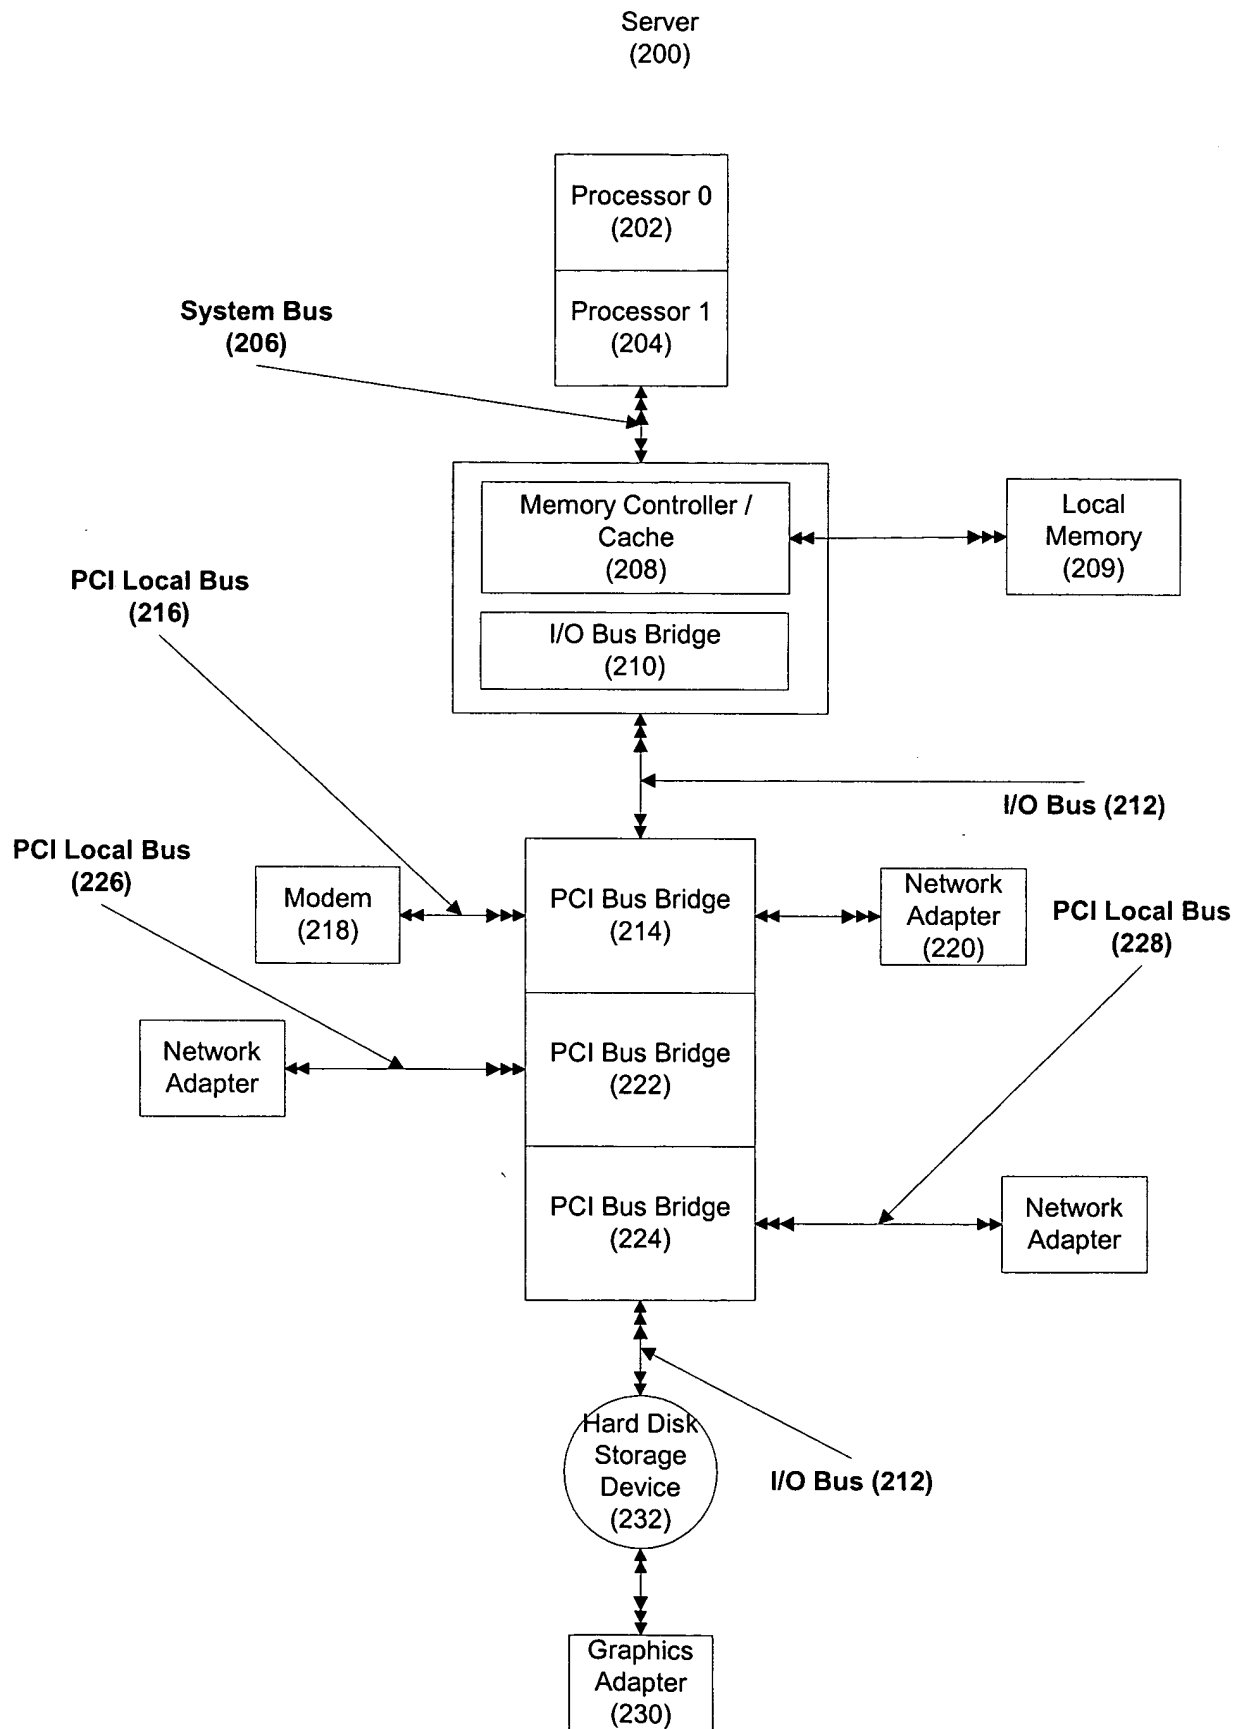 Server
(200)
Processor 0
(202)
System Bus
(206)
Processor 1
(204)
Memory Controller /
Cache
(208)
Local
Memory
(209)
PCI Local Bus
(216)
I/O Bus Bridge
(210)
I/O Bus (212)
PCI Local Bus
(226)
Modem
(218)
PCI Bus Bridge
(214)
Network
Adapter
(220)
PCI Local Bus
(228)
Network
Adapter
PCI Bus Bridge
(222)
PCI Bus Bridge
(224)
Network
Adapter
Hard Disk
Storage
Device
(232)
I/O Bus (212)
Graphics
Adapter
(230)